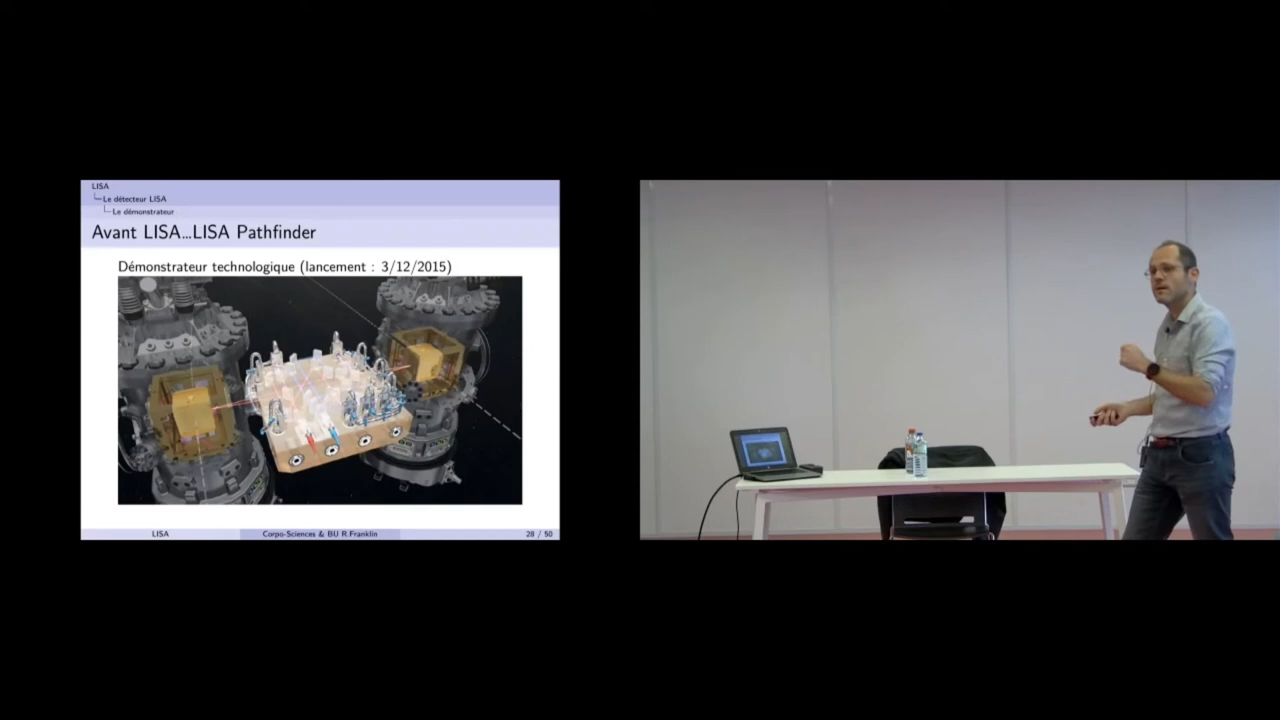 LISA
Le détecteur LISA
Le démonstrateur
Avant LISA...LISA Pathfinder
Démonstrateur technologique (lancement : 3/12/2015)
LISA
Corpo-Sciences & BU R.Franklin
28 / 50